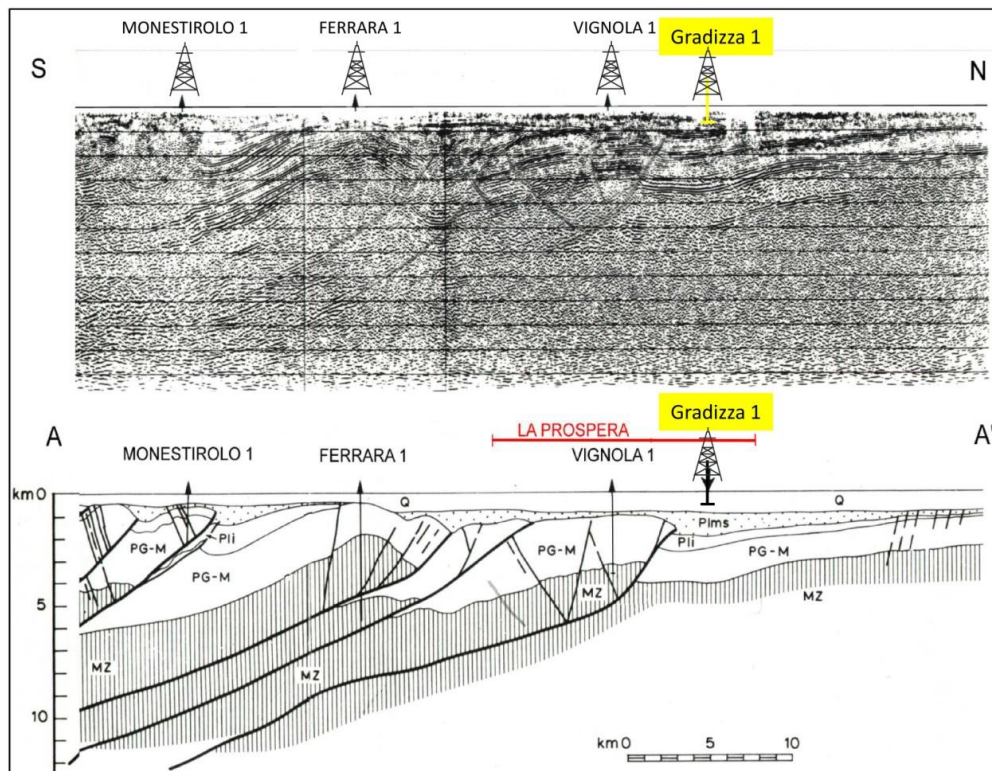 MONESTIROLO 1 FERRARA 1 VIGNOLA 1 Gradizza 1
S N
Gradizza 1
LA PROSPERA
A A'
MONESTIROLO 1 FERRARA 1 VIGNOLA 1
km 0 Q Q
Plms
Pli Pli
PG-M PG-M PG-M
PG-M
5 MZ MZ
MZ MZ
10
km 0 5 10